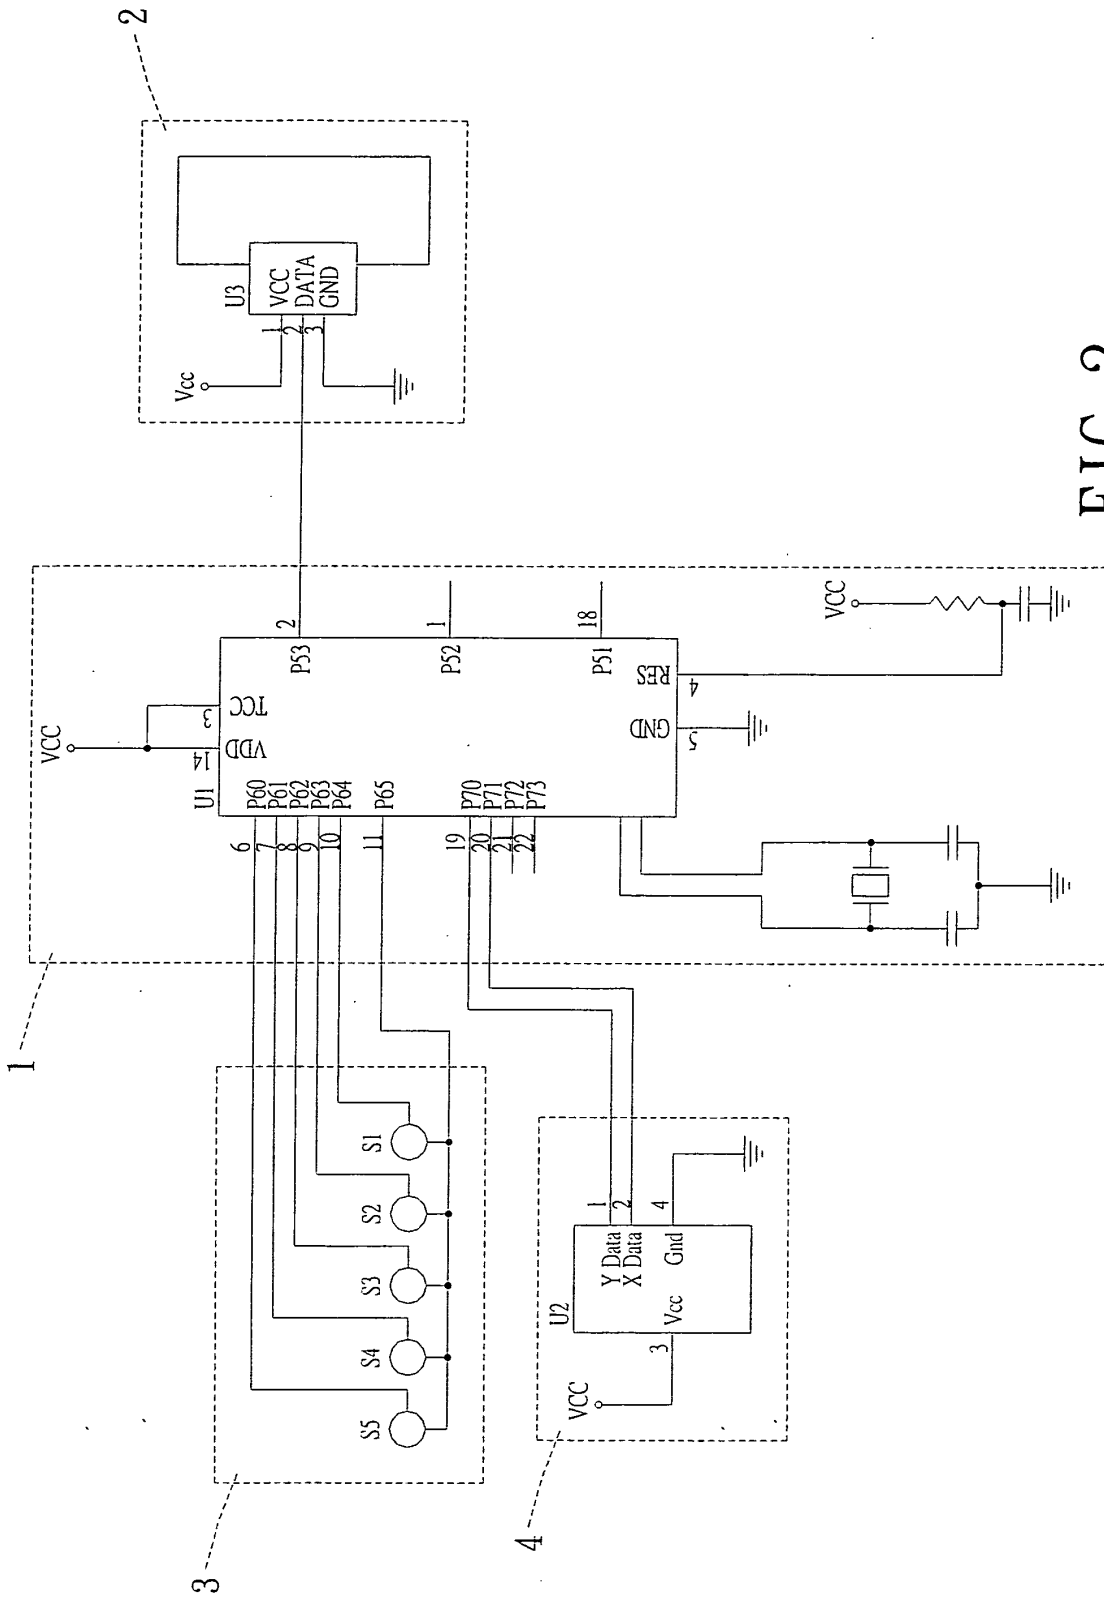 2
U3
VCC
DATA
GND
1
2
3
Vcc
1
VCC
U1
14
VDD
3
TCC
P53
2
P52
1
P51
18
RES
4
GND
5
VCC
P60
P61
P62
P63
P64
P65
P70
P71
P72
P73
6
7
8
9
10
11
19
20
21
22
3
S1
S2
S3
S4
S5
4
U2
Y Data
X Data
Gnd
Vcc
1
2
4
3
VCC